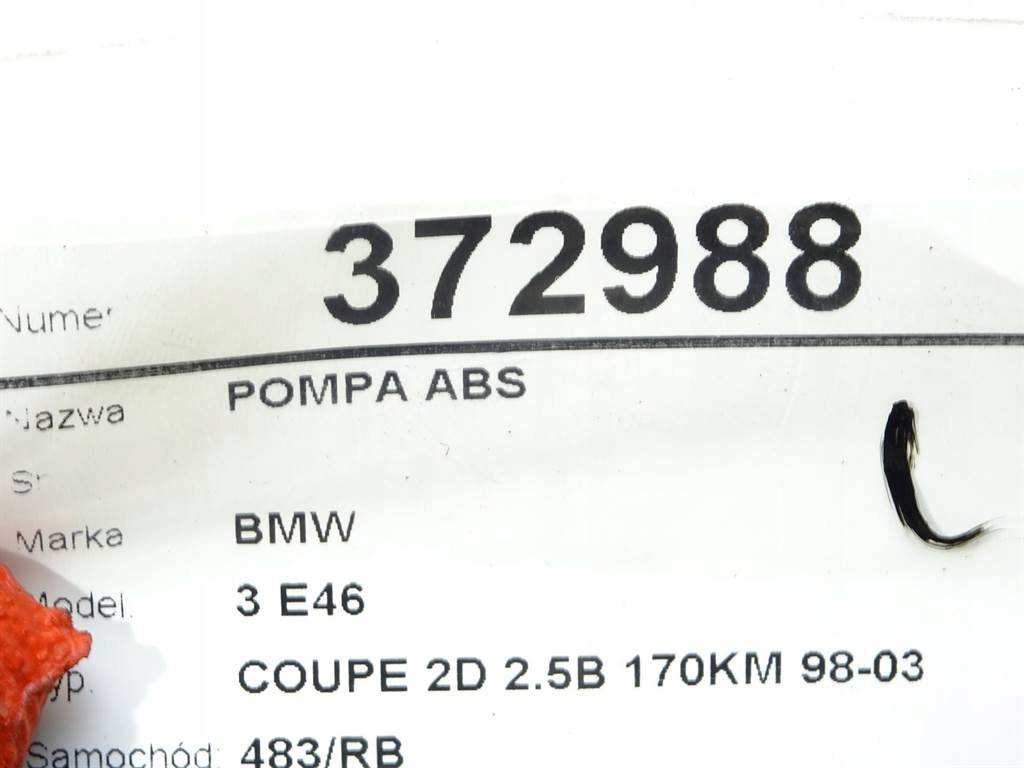 Numer 372988
Nazwa POMPA ABS
Marka BMW
Model. 3 E46
COUPE 2D 2.5B 170KM 98-03
Samochód: 483/RB